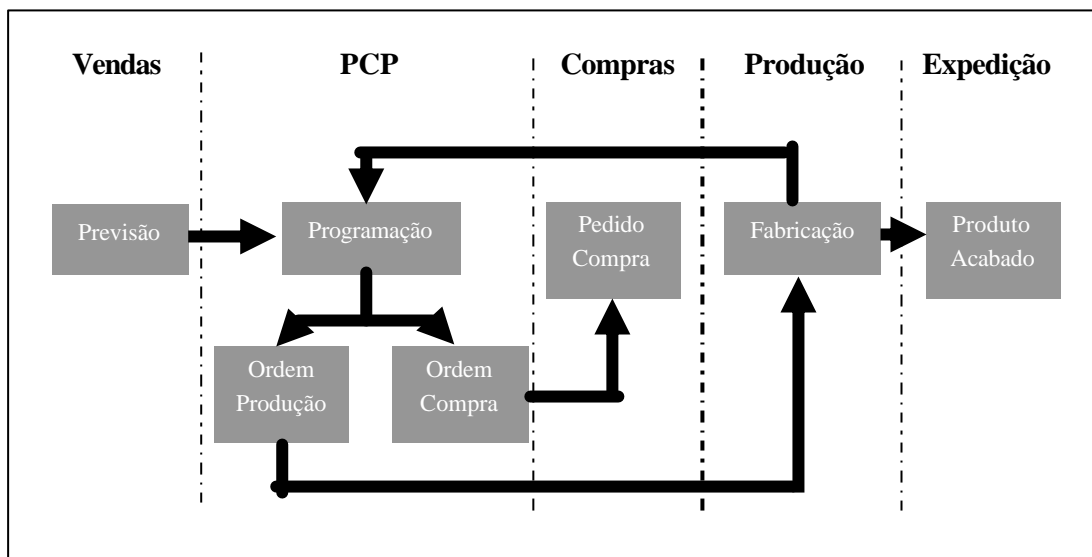 Vendas
PCP
Compras
Produção
Expedição
Previsão
Programação
Pedido
Compra
Fabricação
Produto
Acabado
Ordem
Produção
Ordem
Compra